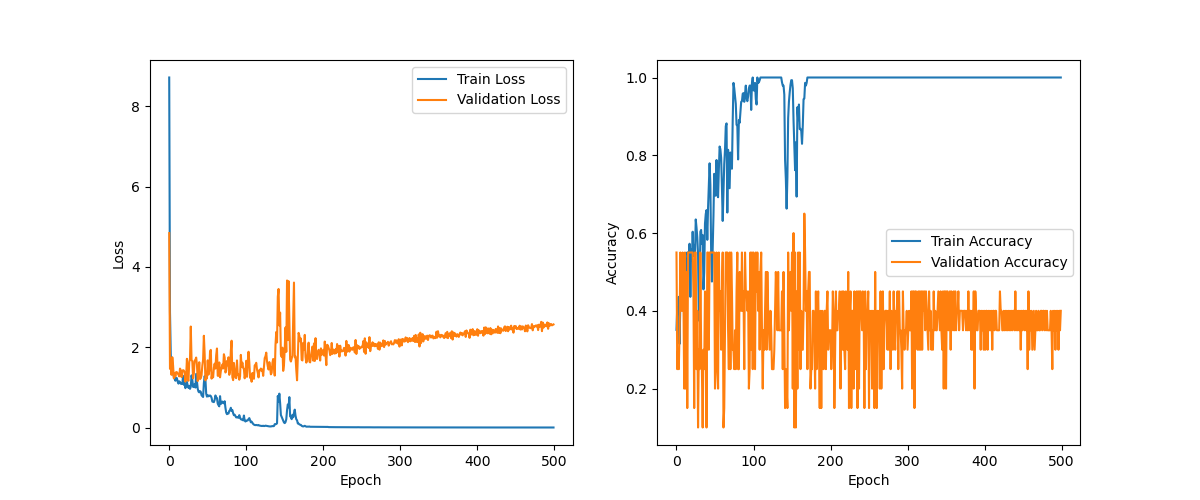 Train Loss
Validation Loss
8
6
4
2
0
Loss
0 100 200 300 400 500
Epoch
1.0
0.8
0.6
0.4
0.2
Accuracy
Train Accuracy
Validation Accuracy
0 100 200 300 400 500
Epoch